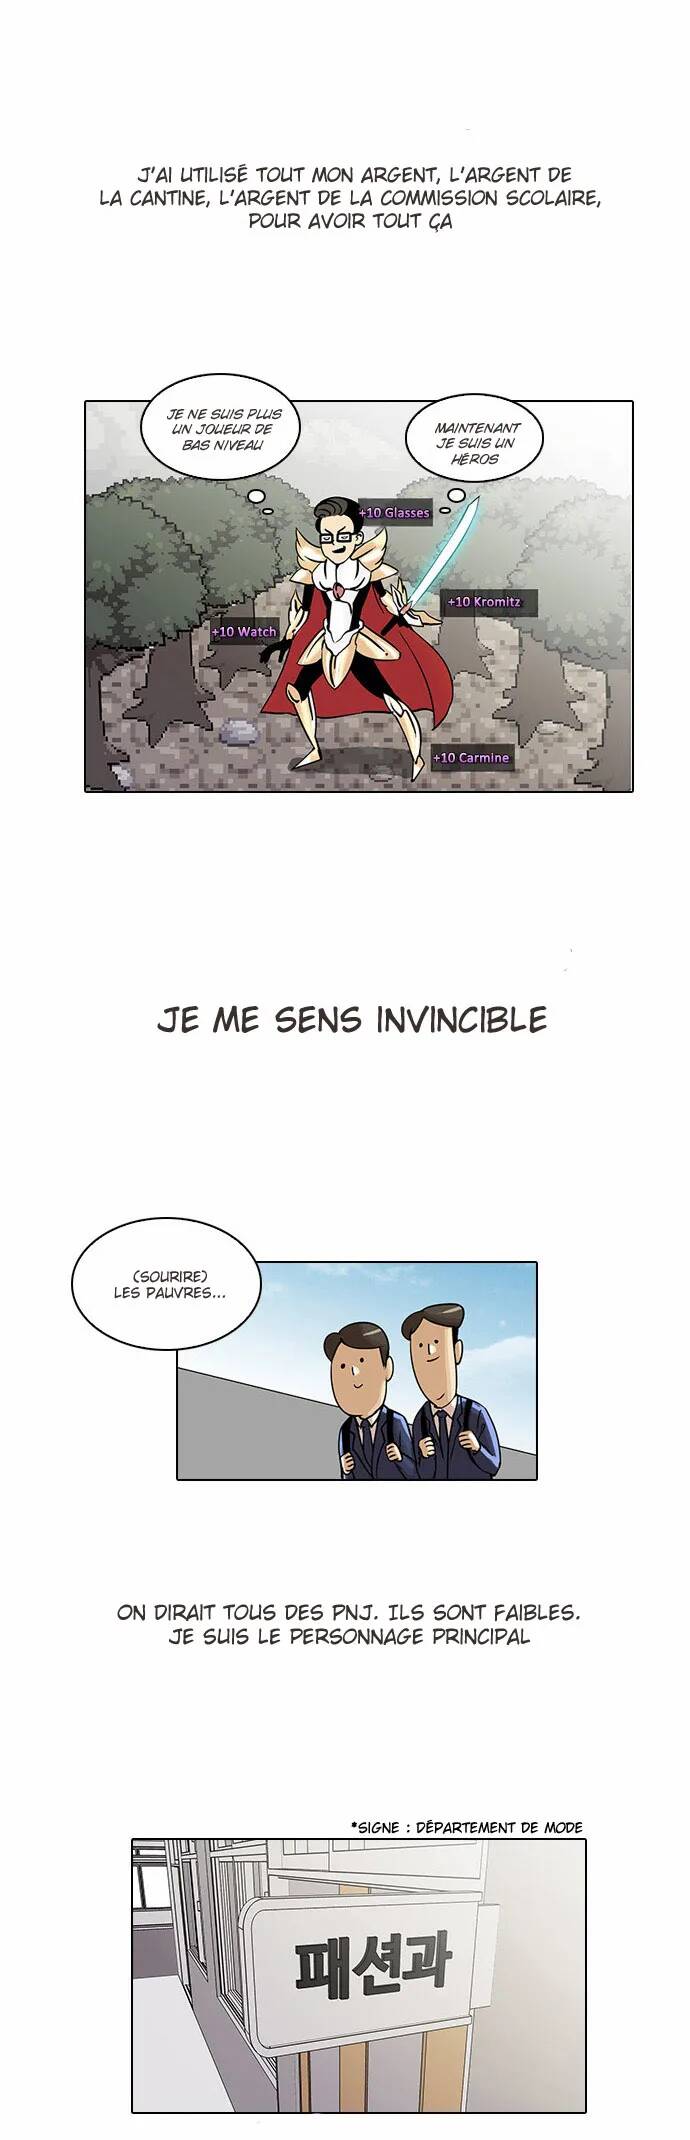 J'AI UTILISÉ TOUT MON ARGENT, L'ARGENT DE
LA CANTINE, L'ARGENT DE LA COMMISSION SCOLAIRE,
POUR AVOIR TOUT ÇA
JE NE SUIS PLUS
UN JOUEUR DE
BAS NIVEAU
MAINTENANT
JE SUIS UN
HÉROS
+10 Glasses
+10 Kromitz
+10 Watch
+10 Carmine
JE ME SENS INVINCIBLE
(SOURIRE)
LES PAUVRES...
ON DIRAIT TOUS DES PNJ. ILS SONT FAIBLES.
JE SUIS LE PERSONNAGE PRINCIPAL
*SIGNE : DÉPARTEMENT DE MODE
패션과